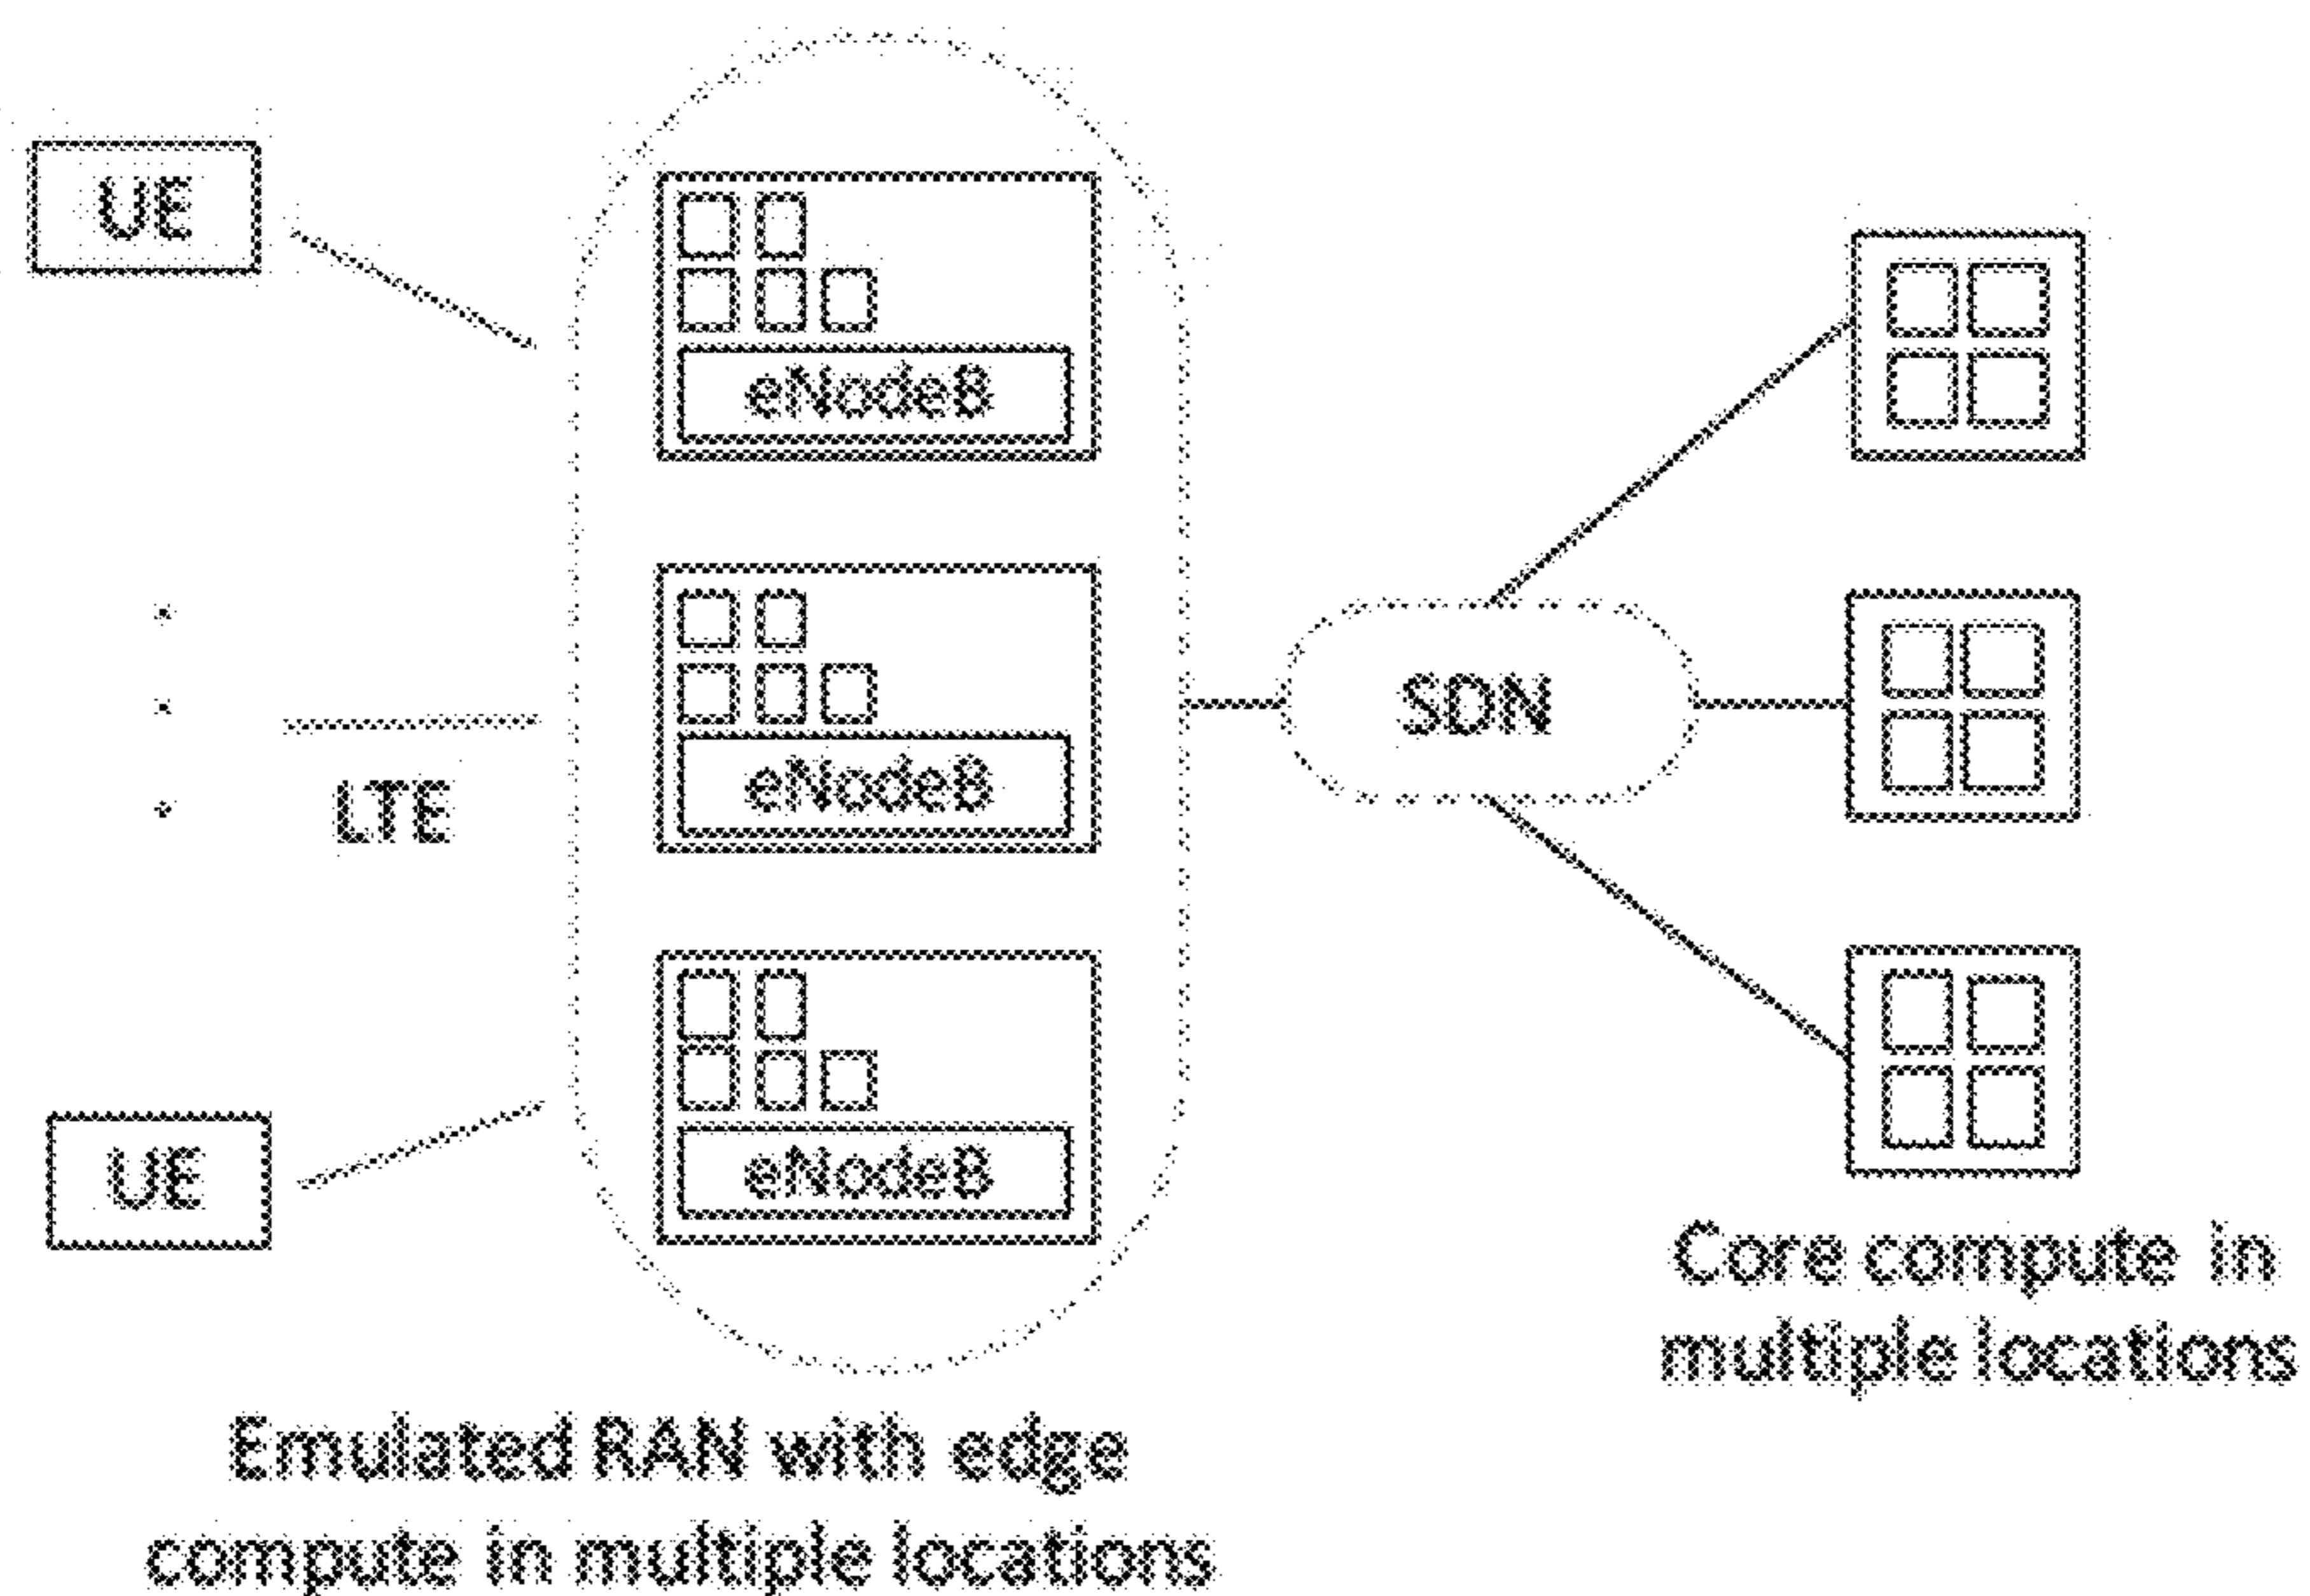 UE
eNodeB
eNodeB
SDN
LTE
eNodeB
UE
Core compute in
multiple locations
Emulated RAN with edge
compute in multiple locations